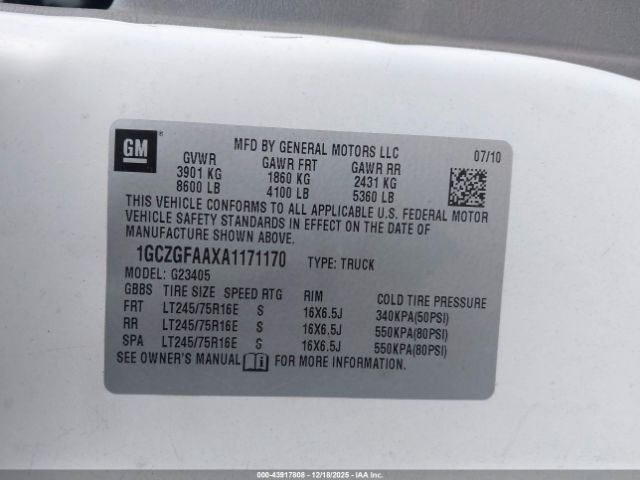 GM
MFD BY GENERAL MOTORS LLC 07/10
GVWR GAWR FRT GAWR RR
3901 KG 1860 KG 2431 KG
8600 LB 4100 LB 5360 LB
THIS VEHICLE CONFORMS TO ALL APPLICABLE U.S. FEDERAL MOTOR
VEHICLE SAFETY STANDARDS IN EFFECT ON THE DATE OF
MANUFACTURE SHOWN ABOVE.
1GCZGFAAXA1171170 TYPE: TRUCK
MODEL: G23405
GBBS TIRE SIZE SPEED RTG RIM COLD TIRE PRESSURE
FRT LT245/75R16E S 16X6.5J 340KPA(50PSI)
RR LT245/75R16E S 16X6.5J 550KPA(80PSI)
SPA LT245/75R16E S 16X6.5J 550KPA(80PSI)
SEE OWNER'S MANUAL FOR MORE INFORMATION.
000-43917808 - 12/18/2025 - COPART